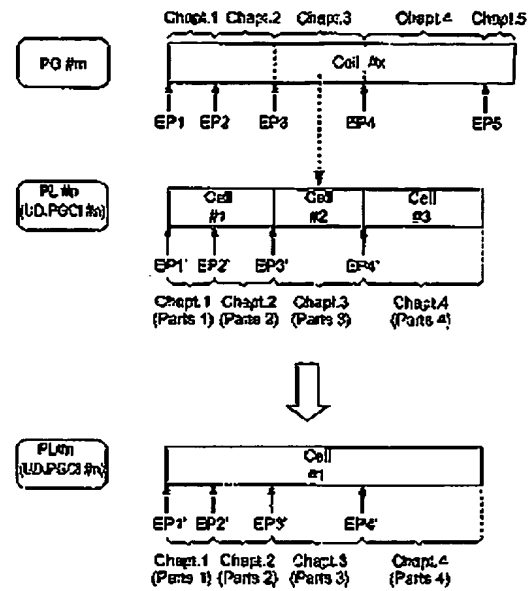 Chapt.1 Chapt.2 Chapt.3 Chapt.4 Chapt.5
PG #m
Cell #x
EP1 EP2 EP3 EP4 EP5
PL #n
(UD.PGCI #n)
Cell
#1
Cell
#2
Cell
#3
EP1' EP2' EP3' EP4'
Chapt.1 Chapt.2 Chapt.3 Chapt.4
(Parts 1) (Parts 2) (Parts 3) (Parts 4)
PL#n
(UD.PGCI #n)
Cell
#1
EP1' EP2' EP3' EP4'
Chapt.1 Chapt.2 Chapt.3 Chapt.4
(Parts 1) (Parts 2) (Parts 3) (Parts 4)